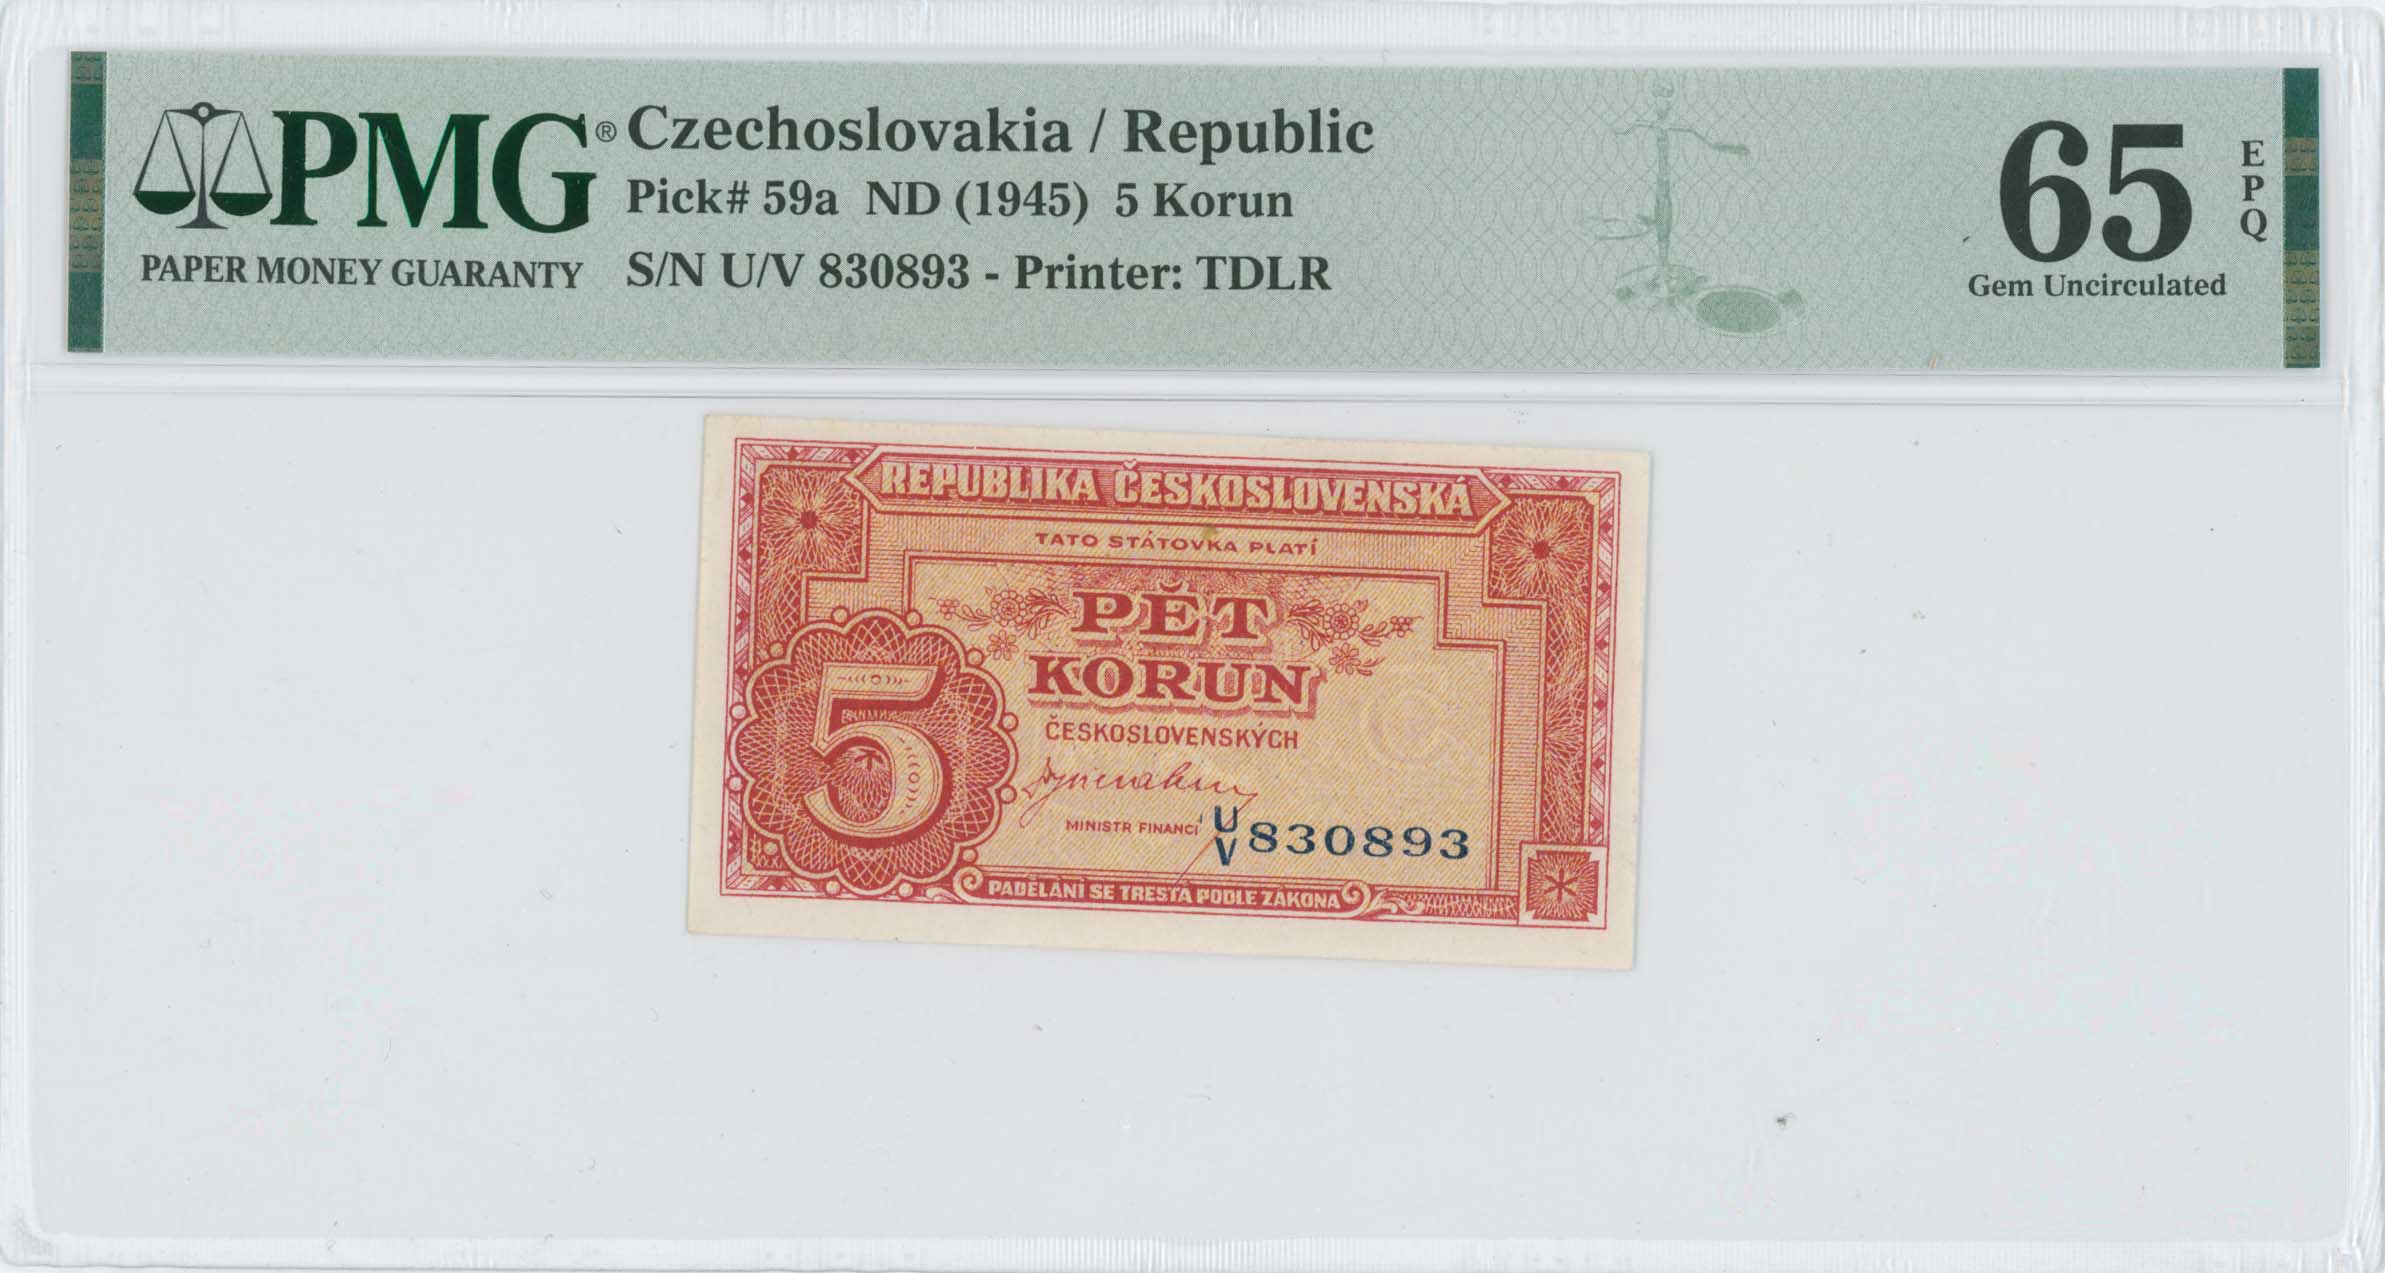 PMG® Czechoslovakia / Republic
Pick# 59a ND (1945) 5 Korun
PAPER MONEY GUARANTY
S/N U/V 830893 - Printer: TDLR
65 EPQ
Gem Uncirculated
REPUBLIKA ČESKOSLOVENSKÁ
TATO STÁTOVKA PLATÍ
PĚT
KORUN
ČESKOSLOVENSKÝCH
5
MINISTR FINANCÍ
U/V 830893
PADĚLÁNÍ SE TRESTÁ PODLE ZÁKONA